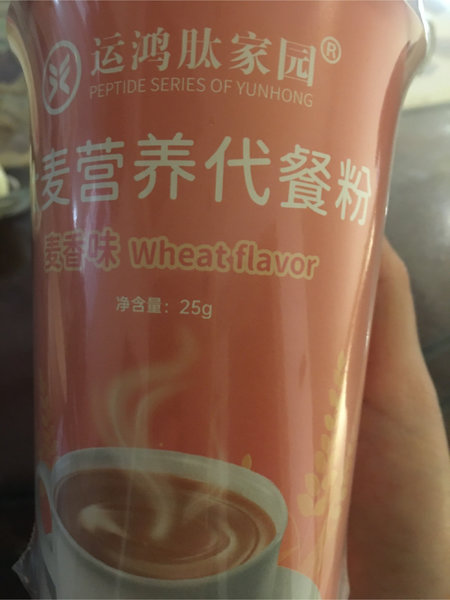 运鸿肽家园®
PEPTIDE SERIES OF YUNHONG
麦营养代餐粉
麦香味 Wheat flavor
净含量：25g